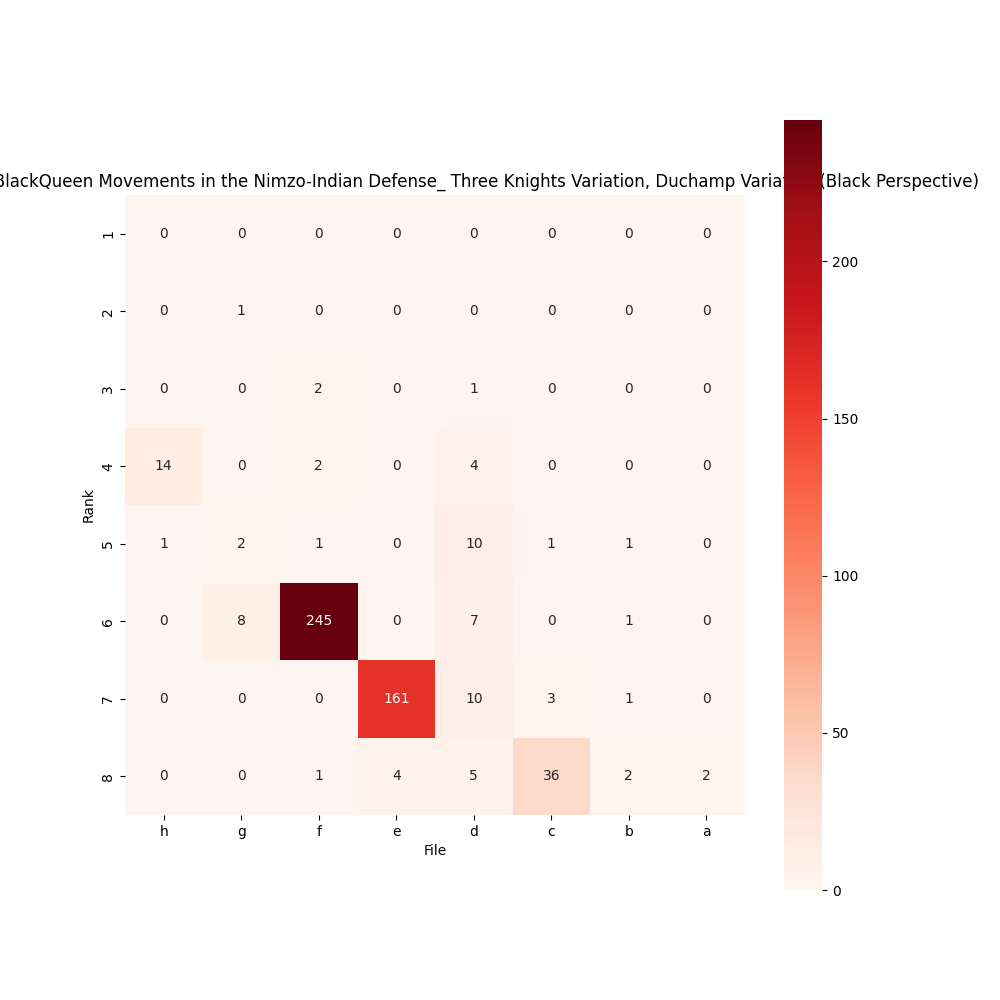 BlackQueen Movements in the Nimzo-Indian Defense_ Three Knights Variation, Duchamp (Black Perspective)
1 0 0 0 0 0 0 0 0
2 0 1 0 0 0 0 0 0
3 0 0 2 0 1 0 0 0
4 14 0 2 0 4 0 0 0
5 1 2 1 0 10 1 1 0
6 0 8 245 0 7 0 1 0
7 0 0 0 161 10 3 1 0
8 0 0 1 4 5 36 2 2
h g f e d c b a
File
Rank
200
150
100
50
0